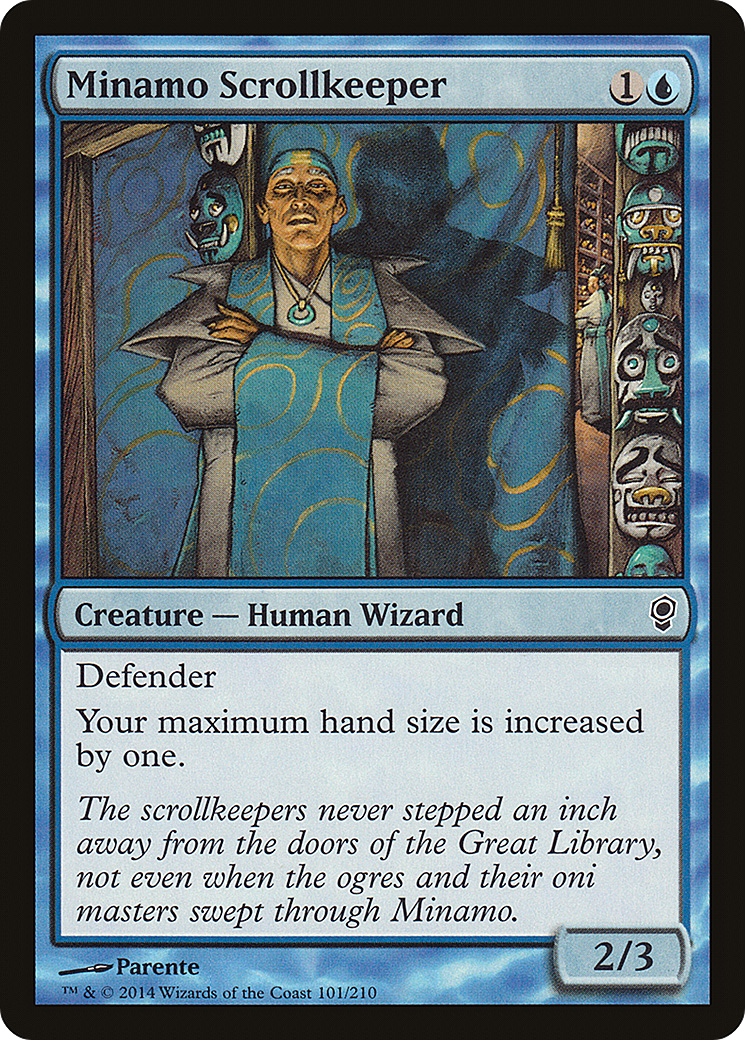 Minamo Scrollkeeper 1
Creature — Human Wizard
Defender
Your maximum hand size is increased
by one.
The scrollkeepers never stepped an inch
away from the doors of the Great Library,
not even when the ogres and their oni
masters swept through Minamo.
2/3
Parente
™ & © 2014 Wizards of the Coast 101/210